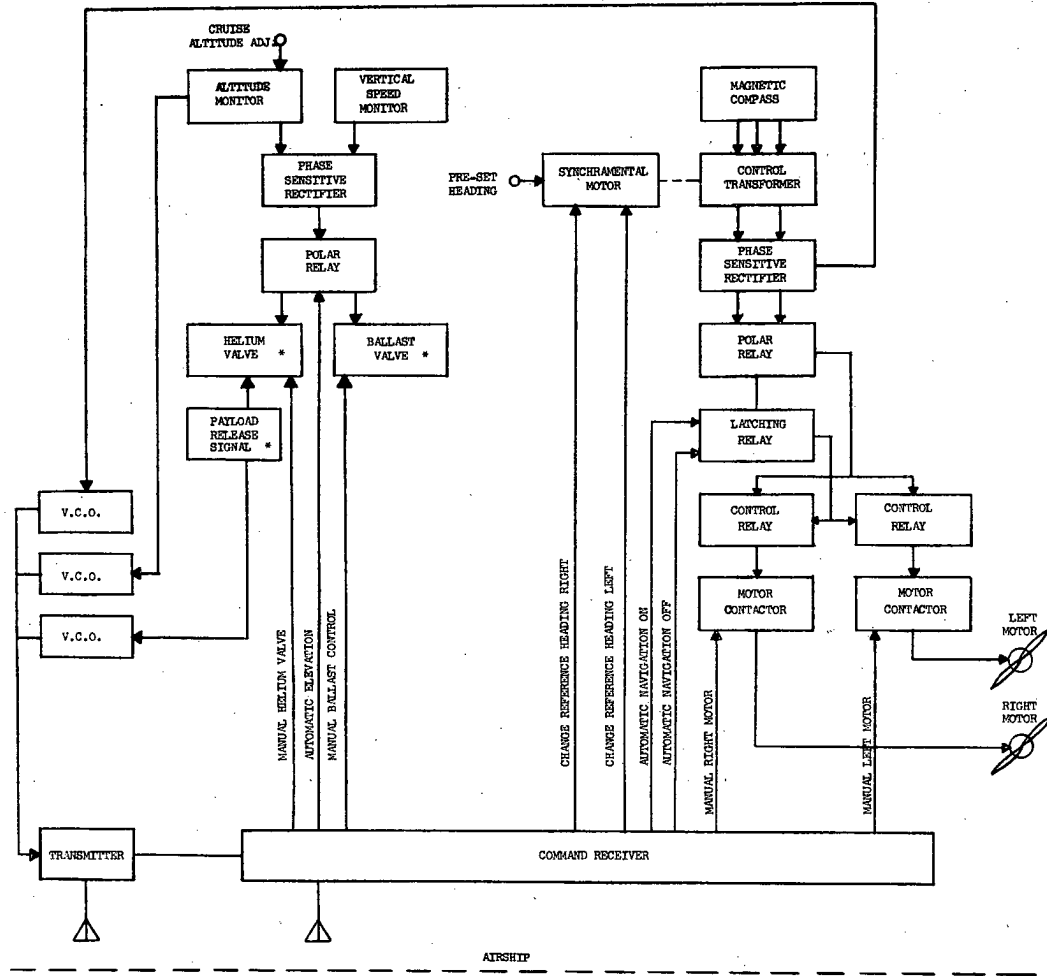 CRUISE
ALTITUDE ADJ.
ALTITUDE
MONITOR
VERTICAL
SPEED
MONITOR
MAGNETIC
COMPASS
PHASE
SENSITIVE
RECTIFIER
PRE-SET
HEADING
SYNCHRAMENTAL
MOTOR
CONTROL
TRANSFORMER
POLAR
RELAY
PHASE
SENSITIVE
RECTIFIER
HELIUM
VALVE *
BALLAST
VALVE *
POLAR
RELAY
PAYLOAD
RELEASE
SIGNAL *
LATCHING
RELAY
V.C.O.
CONTROL
RELAY
CONTROL
RELAY
V.C.O.
MOTOR
CONTACTOR
MOTOR
CONTACTOR
V.C.O.
LEFT
MOTOR
RIGHT
MOTOR
MANUAL HELIUM VALVE
AUTOMATIC ELEVATION
MANUAL BALLAST CONTROL
CHANGE REFERENCE HEADING RIGHT
CHANGE REFERENCE HEADING LEFT
AUTOMATIC NAVIGATION ON
AUTOMATIC NAVIGATION OFF
MANUAL RIGHT MOTOR
MANUAL LEFT MOTOR
TRANSMITTER
COMMAND RECEIVER
AIRSHIP